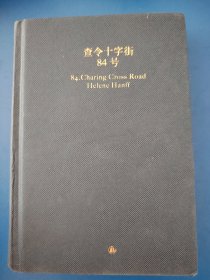 查令十字街
84号
84, Charing Cross Road
Helene Hanff